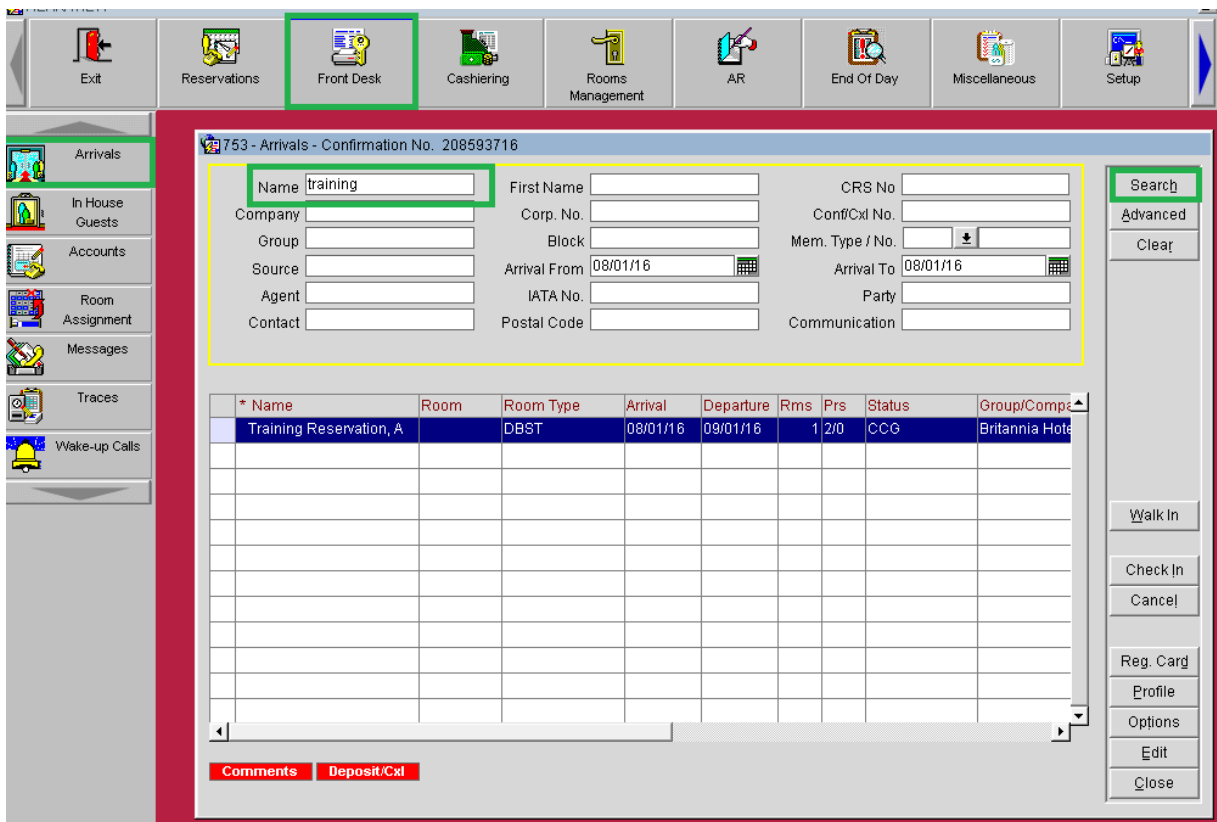 Exit
Reservations
Front Desk
Cashiering
Rooms
Management
AR
End Of Day
Miscellaneous
Setup
Arrivals
In House
Guests
Accounts
Room
Assignment
Messages
Traces
Wake-up Calls
753 - Arrivals - Confirmation No. 208593716
Name training First Name CRS No
Company Corp. No. Conf/Cxl No.
Group Block Mem. Type / No.
Source Arrival From 08/01/16 Arrival To 08/01/16
Agent IATA No. Party
Contact Postal Code Communication
* Name Room Room Type Arrival Departure Rms Prs Status Group/Compa
Training Reservation, A DBST 08/01/16 09/01/16 1 2/0 CCG Britannia Hote
Comments Deposit/Cxl
Search
Advanced
Clear
Walk In
Check In
Cancel
Reg. Card
Profile
Options
Edit
Close